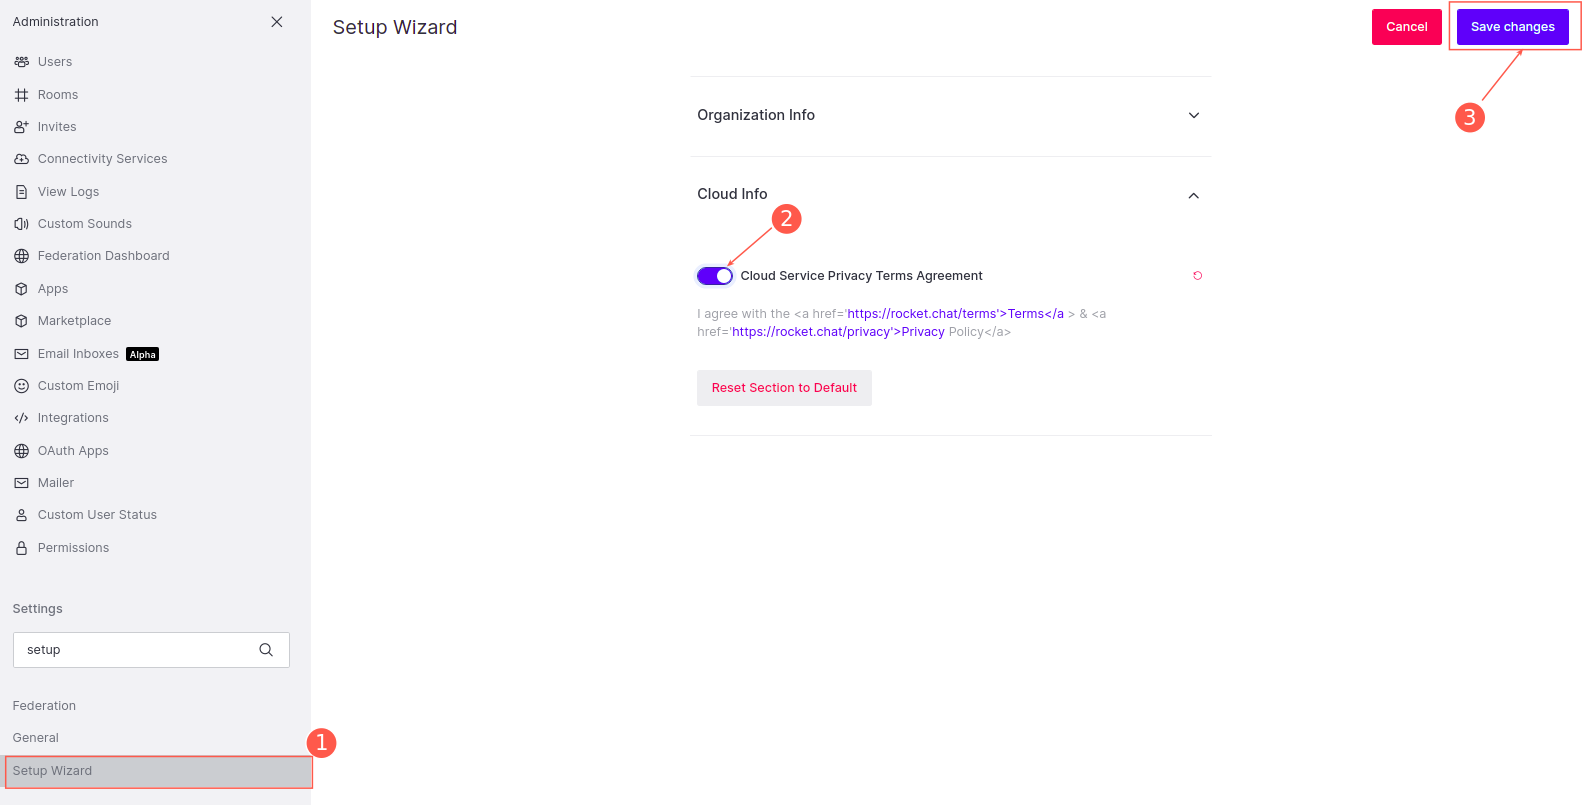 Administration
Users
Rooms
Invites
Connectivity Services
View Logs
Custom Sounds
Federation Dashboard
Apps
Marketplace
Email Inboxes Alpha
Custom Emoji
Integrations
OAuth Apps
Mailer
Custom User Status
Permissions
Settings
setup
Federation
General
Setup Wizard
1
Setup Wizard
Cancel
Save changes
3
Organization Info
Cloud Info
2
Cloud Service Privacy Terms Agreement
I agree with the <a href='https://rocket.chat/terms'>Terms</a > & <a
href='https://rocket.chat/privacy'>Privacy Policy</a>
Reset Section to Default